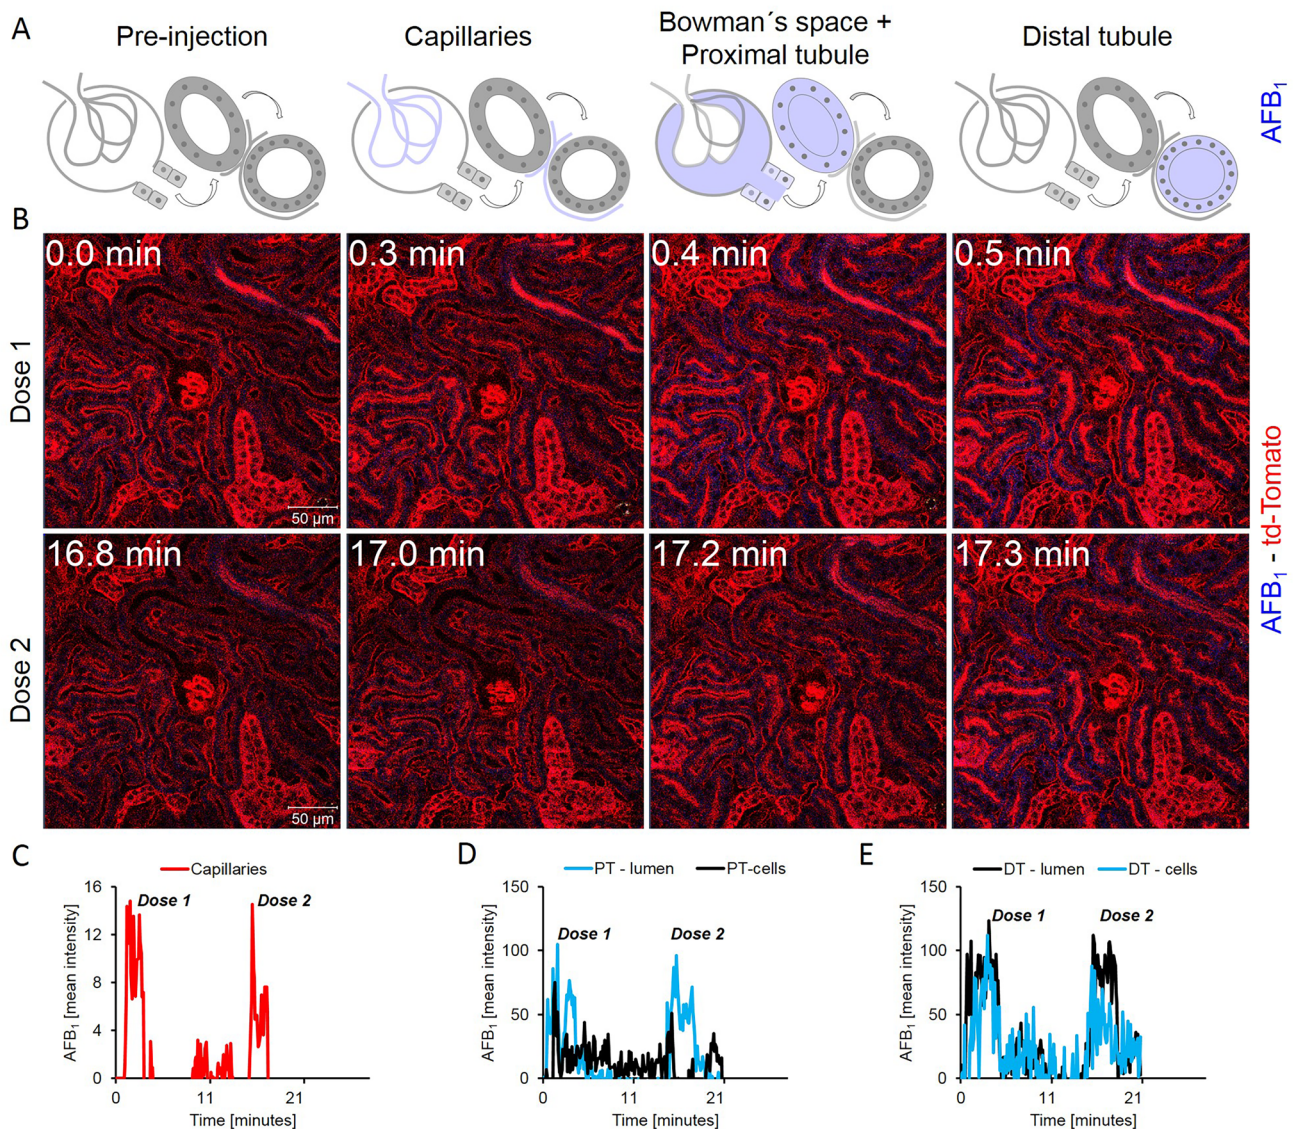 A
Pre-injection
Capillaries
Bowman´s space +
Proximal tubule
Distal tubule
AFB1
B
0.0 min
0.3 min
0.4 min
0.5 min
Dose 1
50 µm
16.8 min
17.0 min
17.2 min
17.3 min
Dose 2
50 µm
AFB1 - td-Tomato
C
Capillaries
16
12
8
4
0
AFB1 [mean intensity]
Dose 1
Dose 2
0
11
21
Time [minutes]
D
PT - lumen
PT-cells
150
100
50
0
AFB1 [mean intensity]
Dose 1
Dose 2
0
11
21
Time [minutes]
E
DT - lumen
DT - cells
150
100
50
0
AFB1 [mean intensity]
Dose 1
Dose 2
0
11
21
Time [minutes]